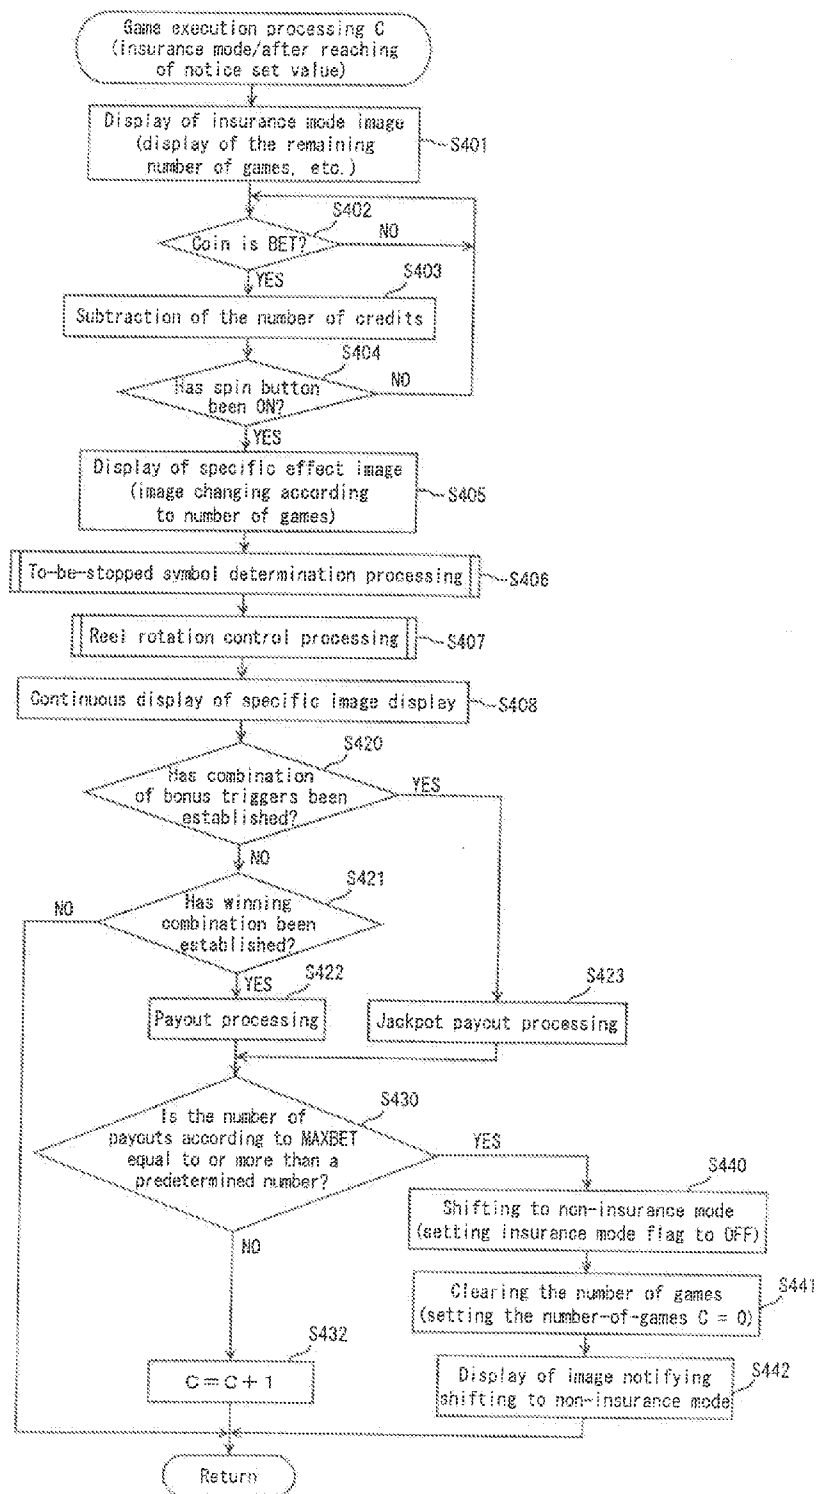 Game execution processing C
(insurance mode/after reaching
of notice set value)
Display of insurance mode image
(display of the remaining
number of games, etc.)
S401
S402
Coin is BET?
NO
YES
S403
Subtraction of the number of credits
S404
Has spin button
been ON?
NO
YES
Display of specific effect image
(image changing according
to number of games)
S405
To-be-stopped symbol determination processing
S406
Reel rotation control processing
S407
Continuous display of specific image display
S408
S420
Has combination
of bonus triggers been
established?
YES
NO
S421
Has winning
combination been
established?
NO
YES
S422
Payout processing
S423
Jackpot payout processing
S430
Is the number of
payouts according to MAXBET
equal to or more than a
predetermined number?
YES
NO
S440
Shifting to non-insurance mode
(setting insurance mode flag to OFF)
S441
Clearing the number of games
(setting the number-of-games C = 0)
S432
C=C+1
S442
Display of image notifying
shifting to non-insurance mode
Return